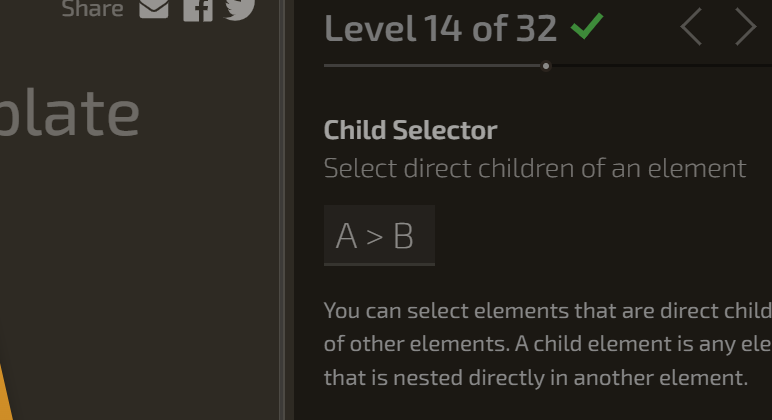 Share
Level 14 of 32
plate
Child Selector
Select direct children of an element
A > B
You can select elements that are direct child
of other elements. A child element is any ele
that is nested directly in another element.